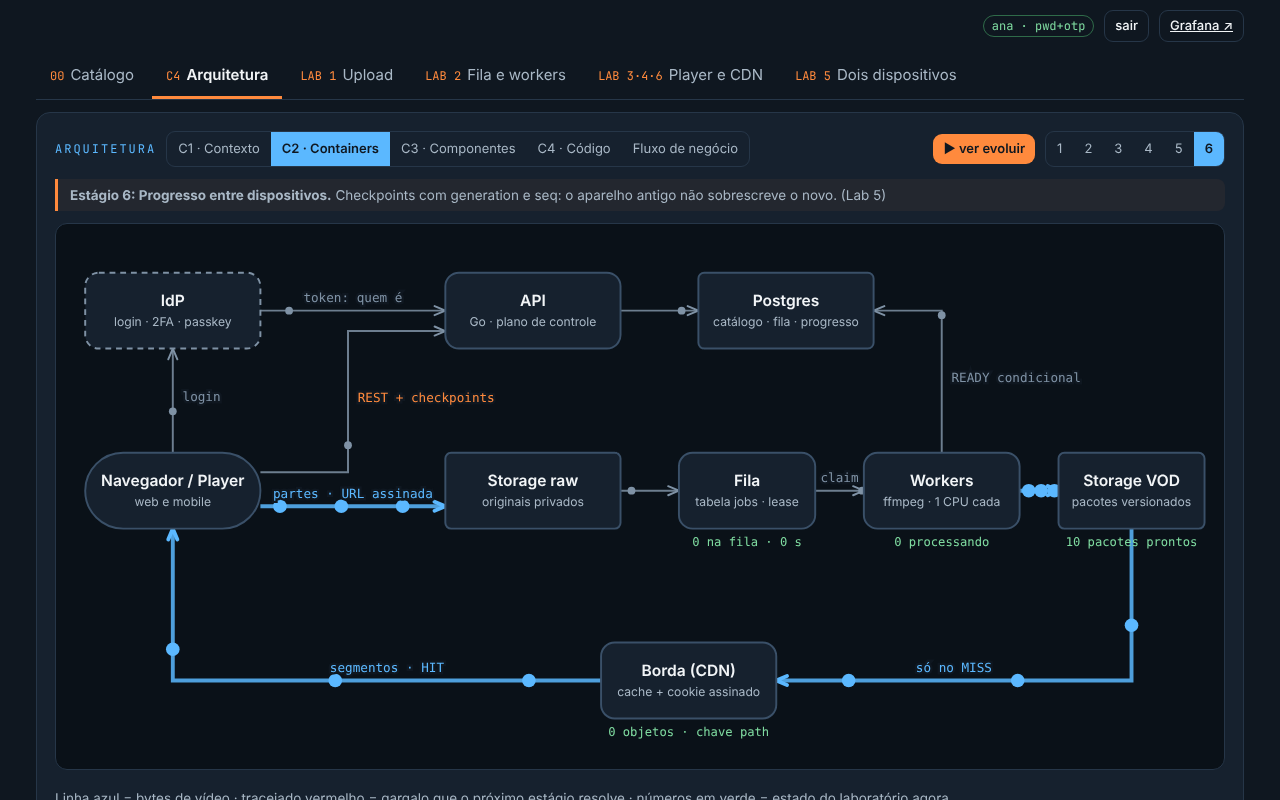 ana · pwd+otp
sair
Grafana ↗
00 Catálogo
C4 Arquitetura
LAB 1 Upload
LAB 2 Fila e workers
LAB 3·4·6 Player e CDN
LAB 5 Dois dispositivos
ARQUITETURA
C1 · Contexto
C2 · Containers
C3 · Componentes
C4 · Código
Fluxo de negócio
▶ ver evoluir
1 2 3 4 5 6
Estágio 6: Progresso entre dispositivos. Checkpoints com generation e seq: o aparelho antigo não sobrescreve o novo. (Lab 5)
IdP
login · 2FA · passkey
token: quem é
API
Go · plano de controle
Postgres
catálogo · fila · progresso
login
REST + checkpoints
READY condicional
Navegador / Player
web e mobile
partes · URL assinada
Storage raw
originais privados
Fila
tabela jobs · lease
0 na fila · 0 s
claim
Workers
ffmpeg · 1 CPU cada
0 processando
Storage VOD
pacotes versionados
10 pacotes prontos
segmentos · HIT
Borda (CDN)
cache + cookie assinado
0 objetos · chave path
só no MISS
Linha azul = bytes de vídeo · tracejado vermelho = gargalo que o próximo estágio resolve · números em verde = estado do laboratório agora